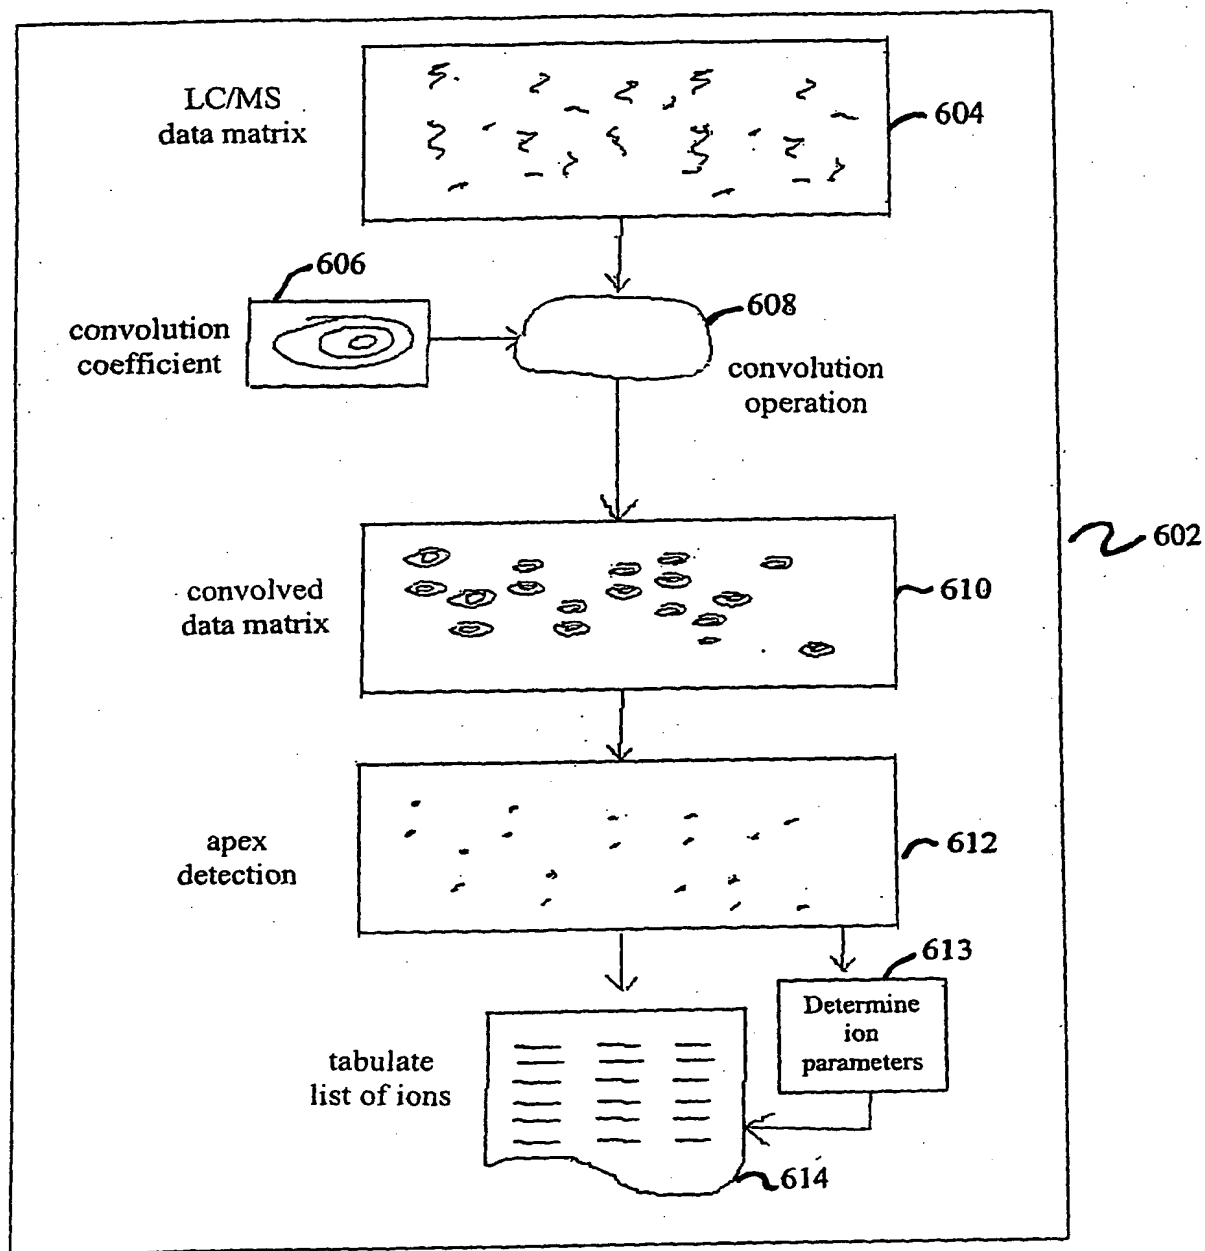 LC/MS
data matrix
604
606
convolution
coefficient
608
convolution
operation
602
convolved
data matrix
610
apex
detection
612
613
Determine
ion
parameters
tabulate
list of ions
614